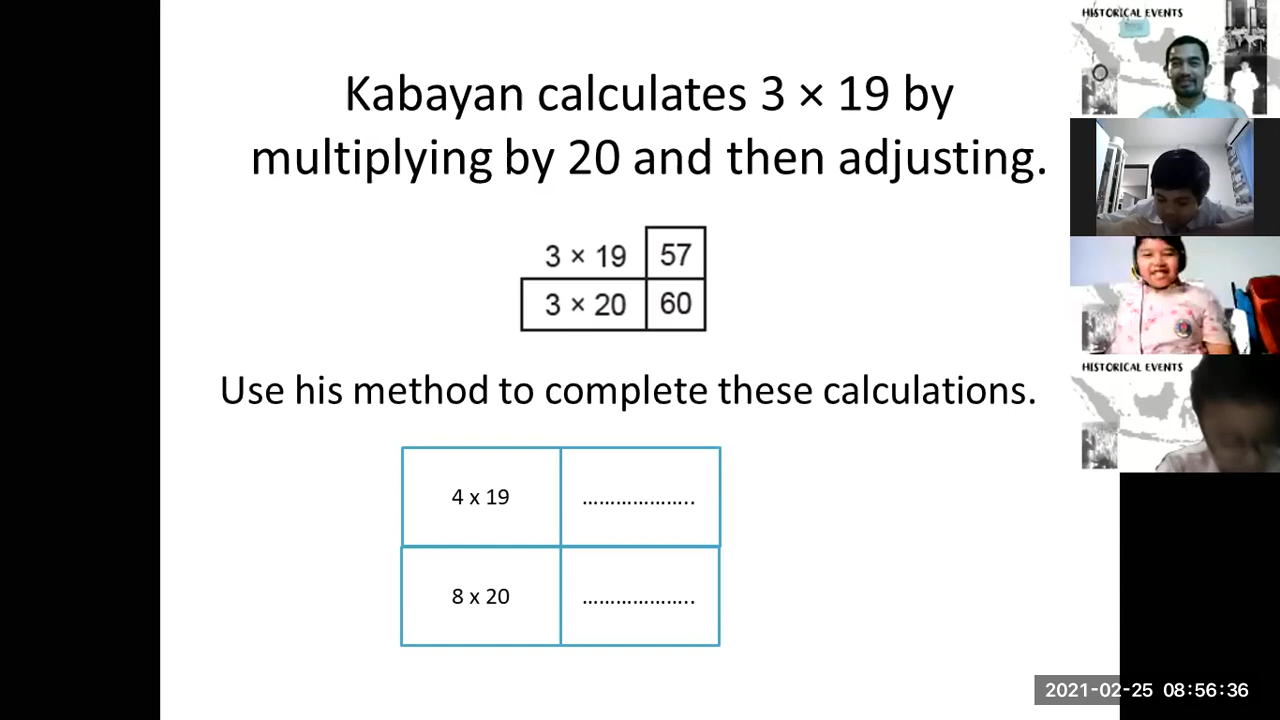 HISTORICAL EVENTS
Kabayan calculates 3 × 19 by
multiplying by 20 and then adjusting.
3 × 19 57
3 × 20 60
Use his method to complete these calculations.
HISTORICAL EVENTS
4 x 19 ………………..
8 x 20 ………………..
2021-02-25 08:56:36